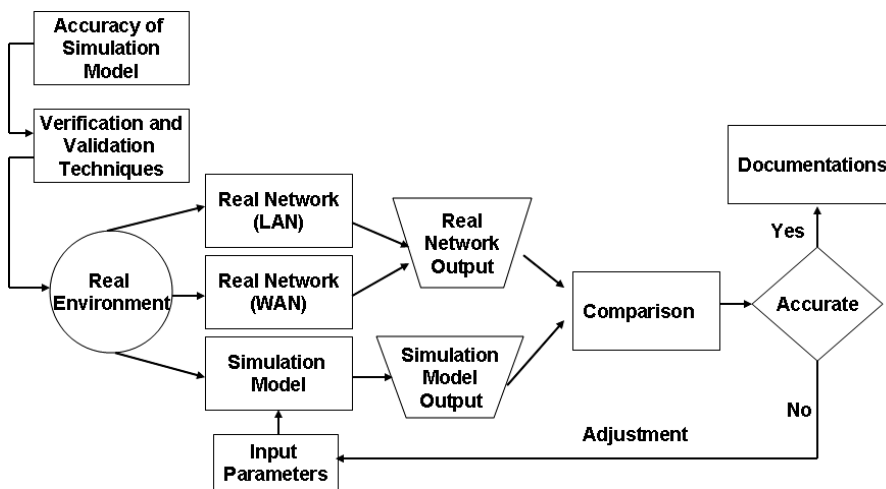 Accuracy of
Simulation
Model
Verification and
Validation
Techniques
Real
Environment
Real Network
(LAN)
Real Network
(WAN)
Simulation
Model
Input
Parameters
Real
Network
Output
Simulation
Model
Output
Comparison
Accurate
Yes
Documentations
No
Adjustment